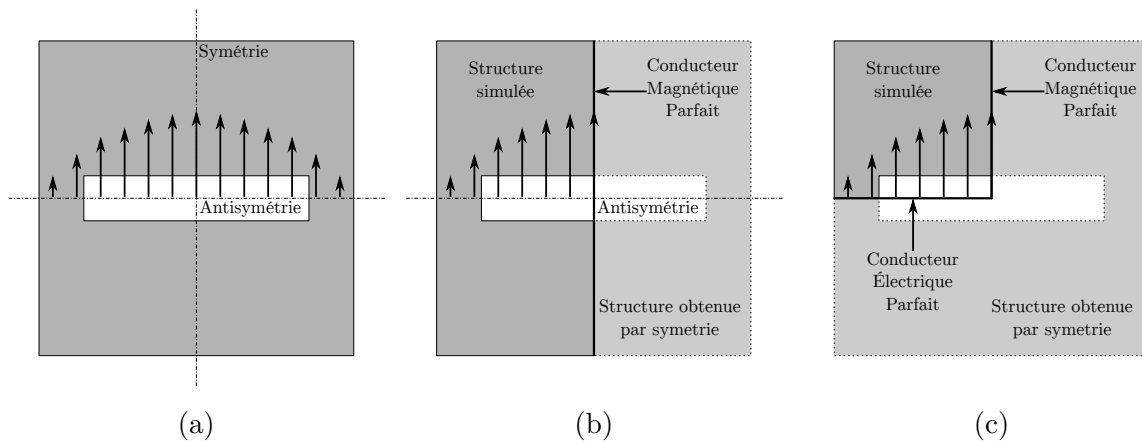 Symétrie
Antisymétrie
(a)
Structure
simulée
Conducteur
Magnétique
Parfait
Antisymétrie
Structure obtenue
par symetrie
(b)
Structure
simulée
Conducteur
Magnétique
Parfait
Conducteur
Électrique
Parfait
Structure obtenue
par symetrie
(c)